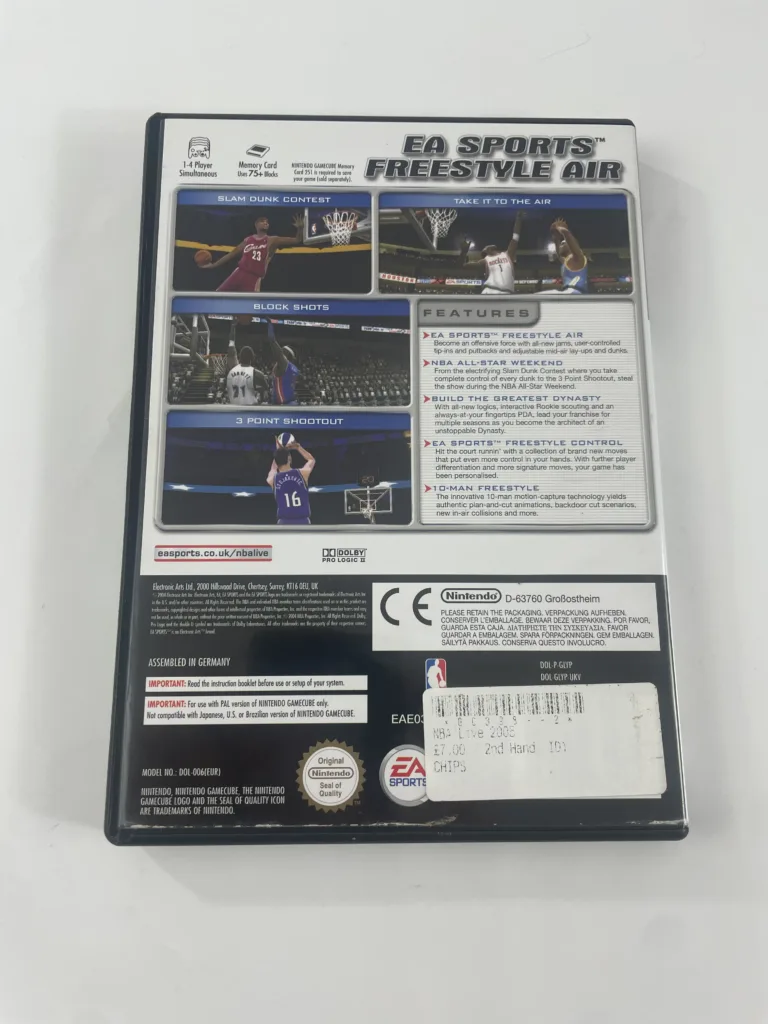 EA SPORTS™
FREESTYLE AIR
1-4 Player
Simultaneous
Memory Card
Uses 75+ Blocks
NINTENDO GAMECUBE Memory
Card 251 is required to save
your game (sold separately).
SLAM DUNK CONTEST
23
TAKE IT TO THE AIR
HOUSTON
EA SPORTS
ROCKETS
1
BLOCK SHOTS
3 POINT SHOOTOUT
16
FEATURES
EA SPORTS™ FREESTYLE AIR
Become an offensive force with all-new jams, user-controlled
tip-ins and putbacks and adjustable mid-air lay-ups and dunks.
NBA ALL-STAR WEEKEND
From the electrifying Slam Dunk Contest where you take
complete control of every dunk to the 3 Point Shootout, steal
the show during the NBA All-Star Weekend.
BUILD THE GREATEST DYNASTY
With all-new logics, interactive Rookie scouting and an
always-at-your fingertips PDA, lead your franchise for
multiple seasons as you become the architect of an
unstoppable Dynasty.
EA SPORTS™ FREESTYLE CONTROL
Hit the court runnin' with a collection of brand new moves
that put even more control in your hands. With further player
differentiation and more signature moves, your game has
been personalised.
10-MAN FREESTYLE
The innovative 10-man motion-capture technology yields
authentic plan-and-cut animations, backdoor cut scenarios,
new in-air collisions and more.
easports.co.uk/nbalive
DOLBY
PRO LOGIC II
Electronic Arts Ltd., 2000 Hillswood Drive, Chertsey, Surrey, KT16 0EU, UK
CE
Nintendo D-63760 Großostheim
PLEASE RETAIN THE PACKAGING. VERPACKUNG AUFHEBEN.
CONSERVER L'EMBALLAGE. BEWAAR DEZE VERPAKKING. POR FAVOR,
GUARDA ESTA CAJA. ΔΙΑΤΗΡΗΣΤΕ ΤΗΝ ΣΥΣΚΕΥΑΣΙΑ. FAVOR
GUARDAR A EMBALAGEM. SPARA FÖRPACKNINGEN. GEM EMBALLAGEN.
SÄILYTÄ PAKKAUS. CONSERVA QUESTO INVOLUCRO.
ASSEMBLED IN GERMANY
IMPORTANT: Read the instruction booklet before use or setup of your system.
IMPORTANT: For use with PAL version of NINTENDO GAMECUBE only.
Not compatible with Japanese, U.S. or Brazilian version of NINTENDO GAMECUBE.
DOL-P-GLYP
DOL GLYP UKV
EAE03
NBA Live 2005
£7.00 2nd Hand ID1
CHIPS
MODEL NO.: DOL-006(EUR)
NINTENDO, NINTENDO GAMECUBE, THE NINTENDO
GAMECUBE LOGO AND THE SEAL OF QUALITY ICON
ARE TRADEMARKS OF NINTENDO.
Original
Nintendo
Seal of
Quality
EA
SPORTS